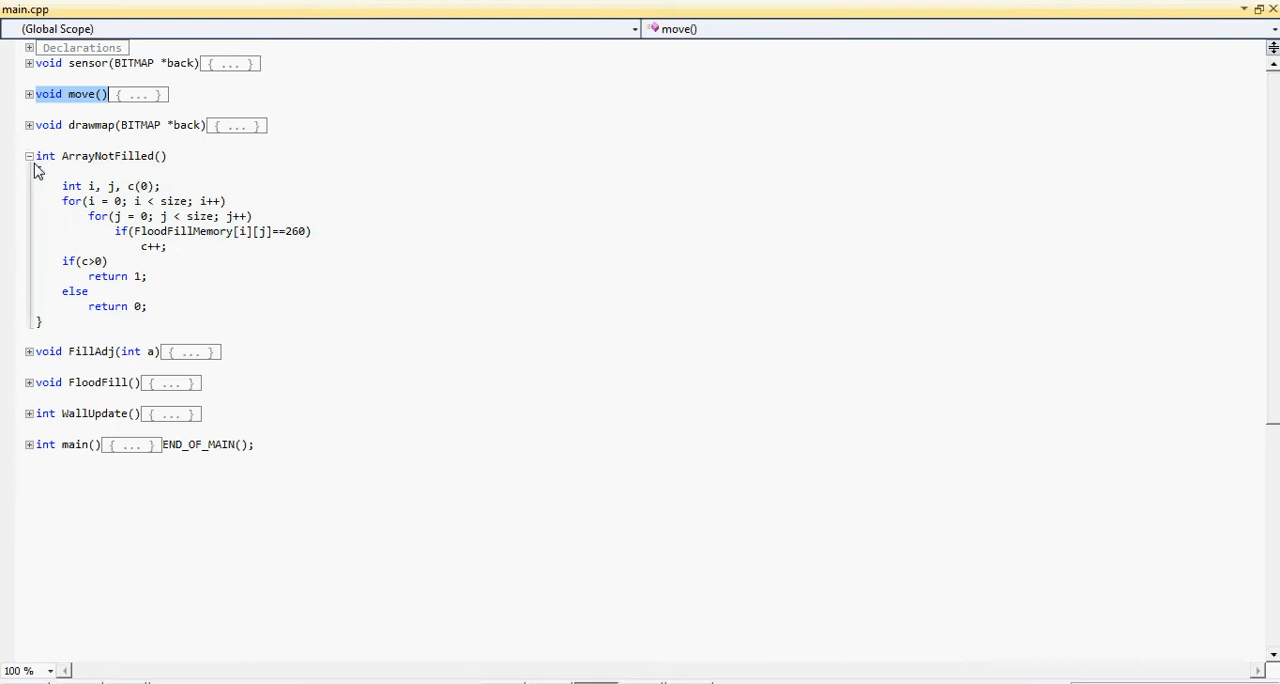 main.cpp
(Global Scope) move()
Declarations
void sensor(BITMAP *back){ ... }
void move(){ ... }
void drawmap(BITMAP *back){ ... }
int ArrayNotFilled()
int i, j, c(0);
for(i = 0; i < size; i++)
for(j = 0; j < size; j++)
if(FloodFillMemory[i][j]==260)
c++;
if(c>0)
return 1;
else
return 0;
}
void FillAdj(int a){ ... }
void FloodFill(){ ... }
int WallUpdate(){ ... }
int main(){ ... }END_OF_MAIN();
100 %